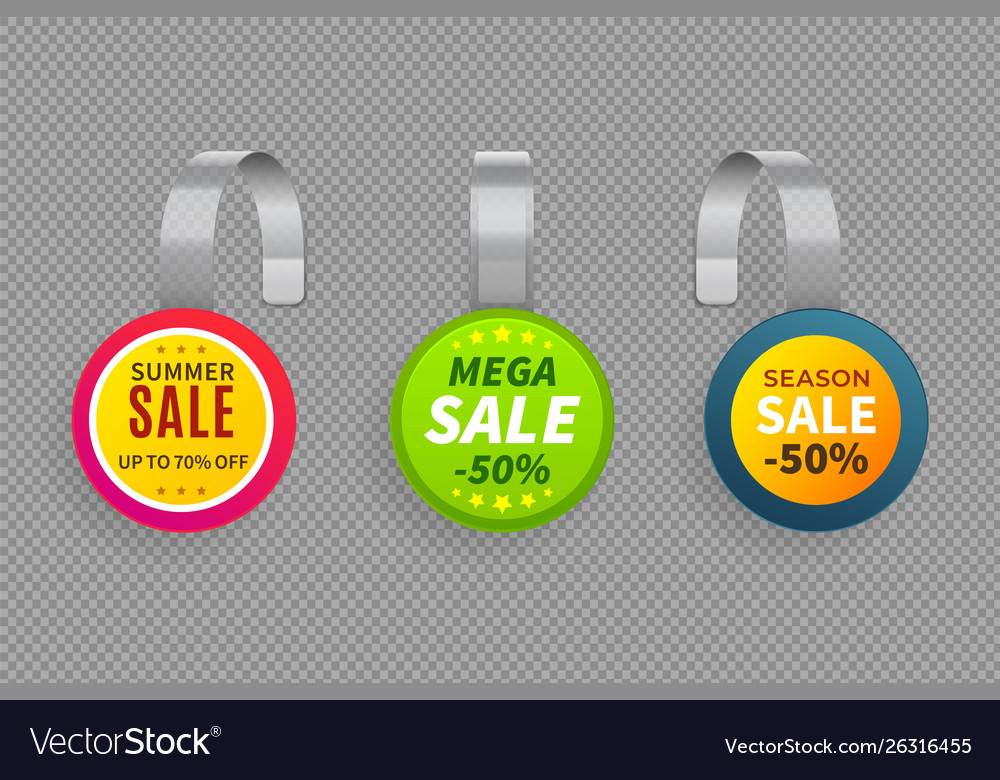 SUMMER
SALE
UP TO 70% OFF
MEGA
SALE
-50%
SEASON
SALE
-50%
VectorStock®
VectorStock.com/26316455